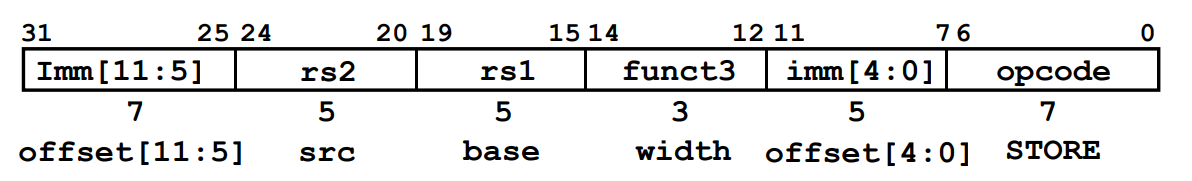 31 25 24 20 19 15 14 12 11 7 6 0
Imm[11:5] rs2 rs1 funct3 imm[4:0] opcode
7 5 5 3 5 7
offset[11:5] src base width offset[4:0] STORE